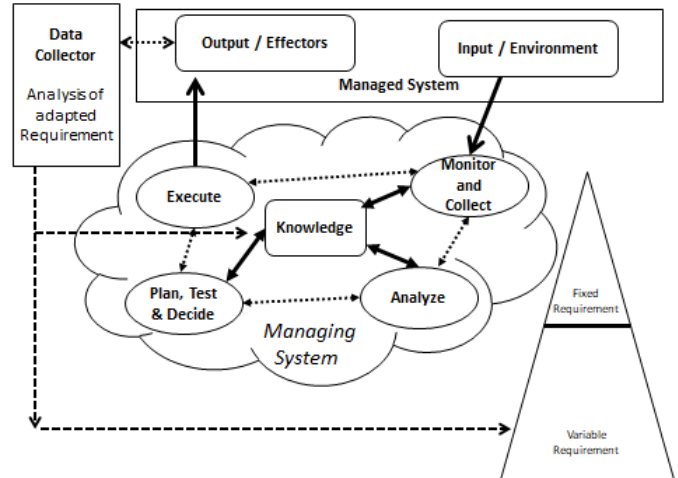 Data
Collector
Analysis of
adapted
Requirement
Output / Effectors
Input / Environment
Managed System
Execute
Monitor
and
Collect
Knowledge
Plan, Test
& Decide
Analyze
Managing
System
Fixed
Requirement
Variable
Requirement